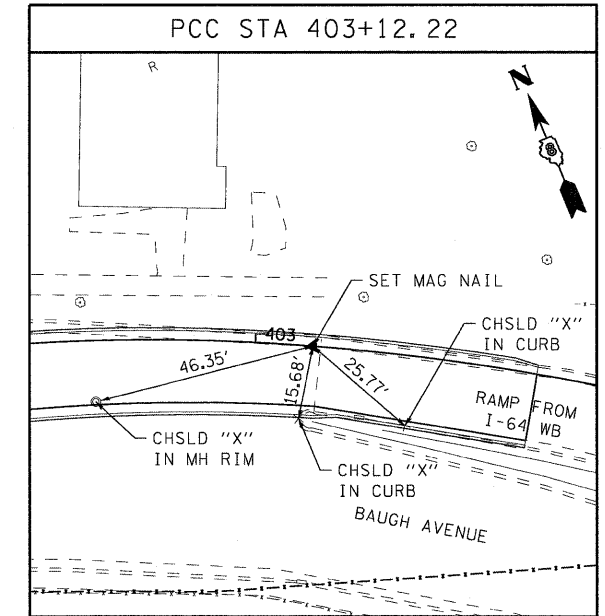 PCC STA 403+12.22
R
N
8
SET MAG NAIL
403
CHSLD "X"
IN CURB
46.35'
15.68'
25.77'
RAMP FROM
I-64 WB
CHSLD "X"
IN MH RIM
CHSLD "X"
IN CURB
BAUGH AVENUE